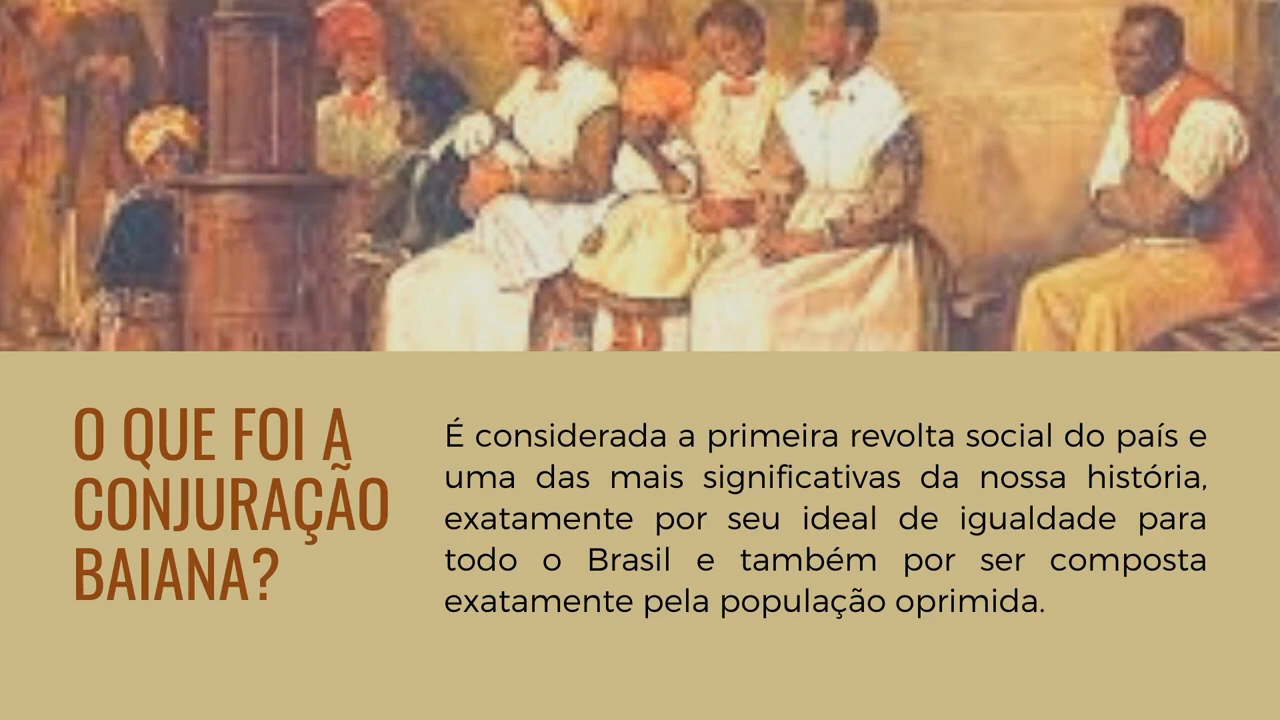 O QUE FOI A
CONJURAÇÃO
BAIANA?
É considerada a primeira revolta social do país e
uma das mais significativas da nossa história,
exatamente por seu ideal de igualdade para
todo o Brasil e também por ser composta
exatamente pela população oprimida.